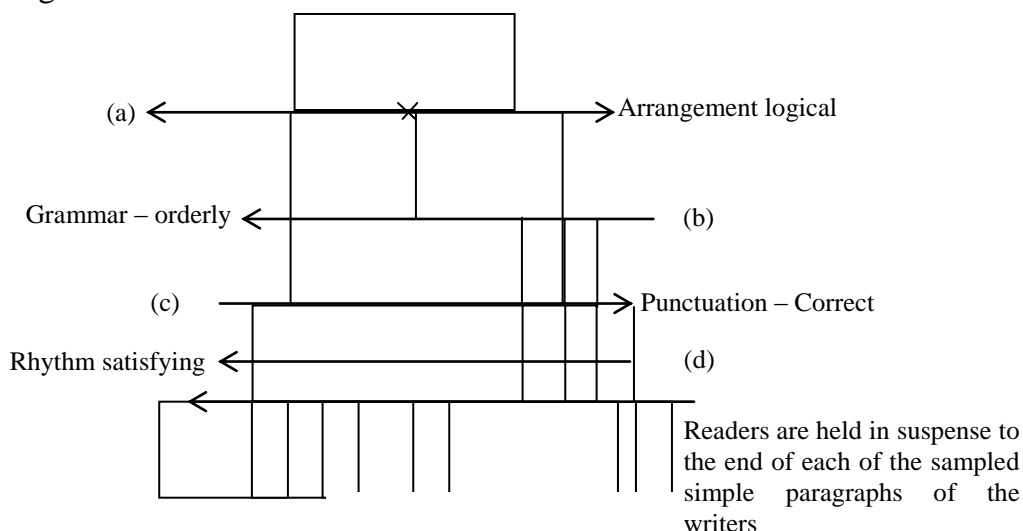 (a)
Arrangement logical
Grammar – orderly
(b)
(c)
Punctuation – Correct
Rhythm satisfying
(d)
Readers are held in suspense to
the end of each of the sampled
simple paragraphs of the
writers